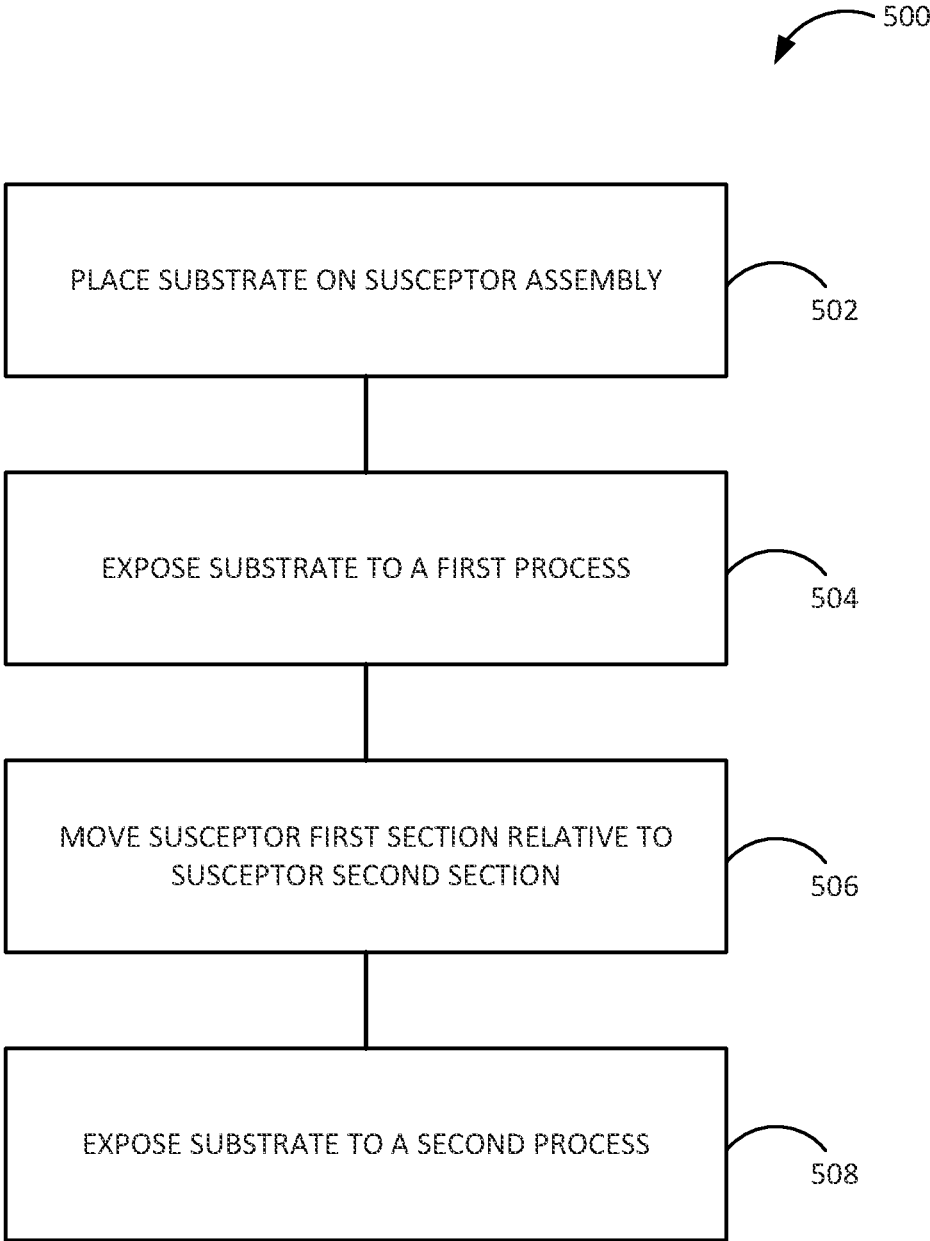 500
PLACE SUBSTRATE ON SUSCEPTOR ASSEMBLY
502
EXPOSE SUBSTRATE TO A FIRST PROCESS
504
MOVE SUSCEPTOR FIRST SECTION RELATIVE TO
SUSCEPTOR SECOND SECTION
506
EXPOSE SUBSTRATE TO A SECOND PROCESS
508